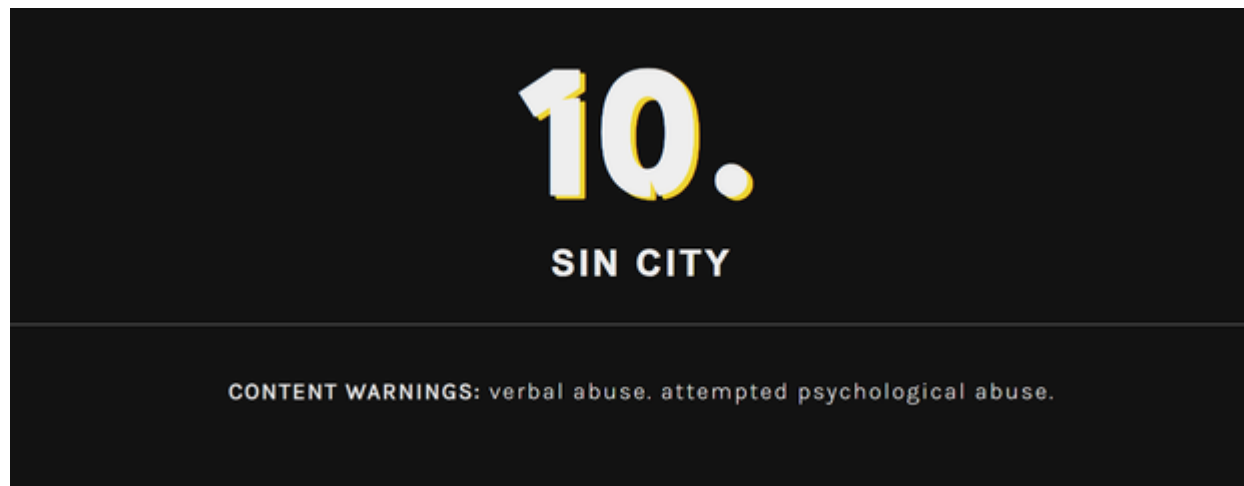 10.
SIN CITY
CONTENT WARNINGS: verbal abuse. attempted psychological abuse.